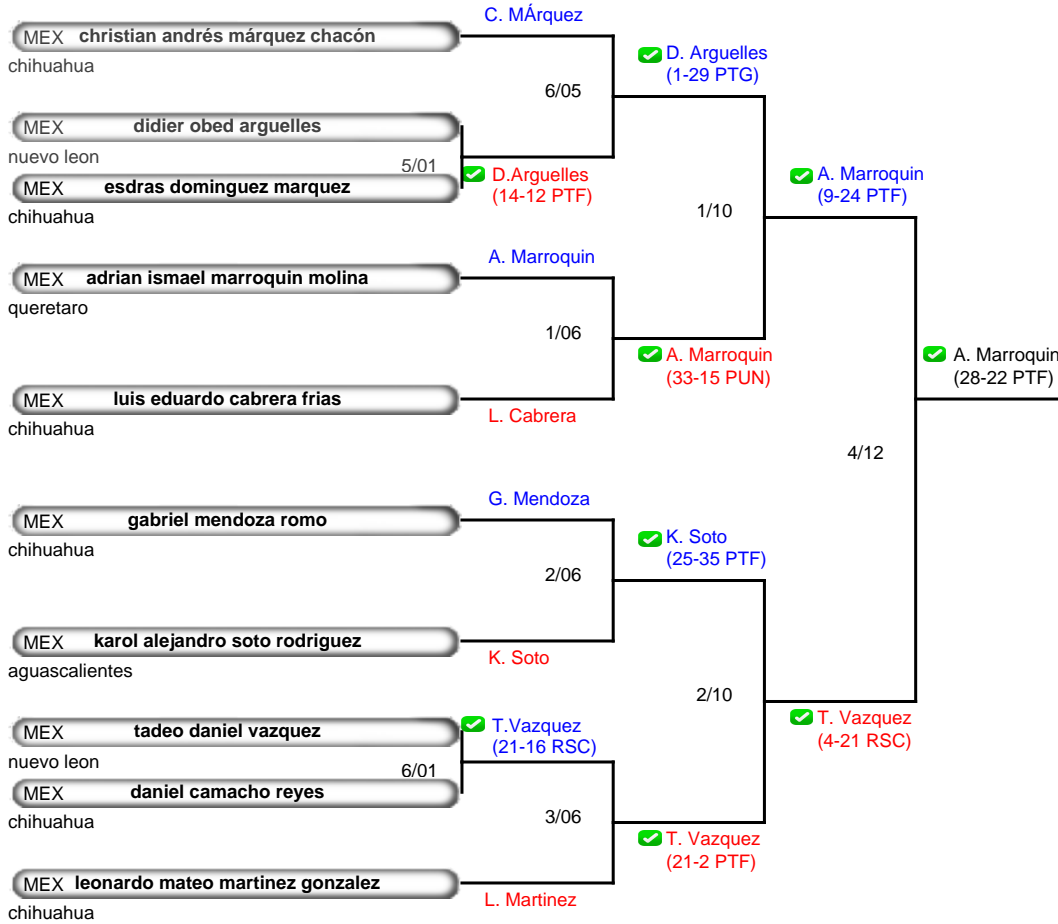 C. MÁrquez
MEX christian andrés márquez chacón
chihuahua
D. Arguelles
(1-29 PTG)
6/05
MEX didier obed arguelles
nuevo leon
5/01
D.Arguelles
(14-12 PTF)
MEX esdras dominguez marquez
chihuahua
A. Marroquin
(9-24 PTF)
1/10
A. Marroquin
MEX adrian ismael marroquin molina
queretaro
1/06
A. Marroquin
(33-15 PUN)
A. Marroquin
(28-22 PTF)
MEX luis eduardo cabrera frias
chihuahua
L. Cabrera
4/12
G. Mendoza
MEX gabriel mendoza romo
chihuahua
K. Soto
(25-35 PTF)
2/06
MEX karol alejandro soto rodriguez
aguascalientes
K. Soto
2/10
T. Vazquez
(4-21 RSC)
MEX tadeo daniel vazquez
nuevo leon
T.Vazquez
(21-16 RSC)
6/01
MEX daniel camacho reyes
chihuahua
3/06
T. Vazquez
(21-2 PTF)
MEX leonardo mateo martinez gonzalez
chihuahua
L. Martinez